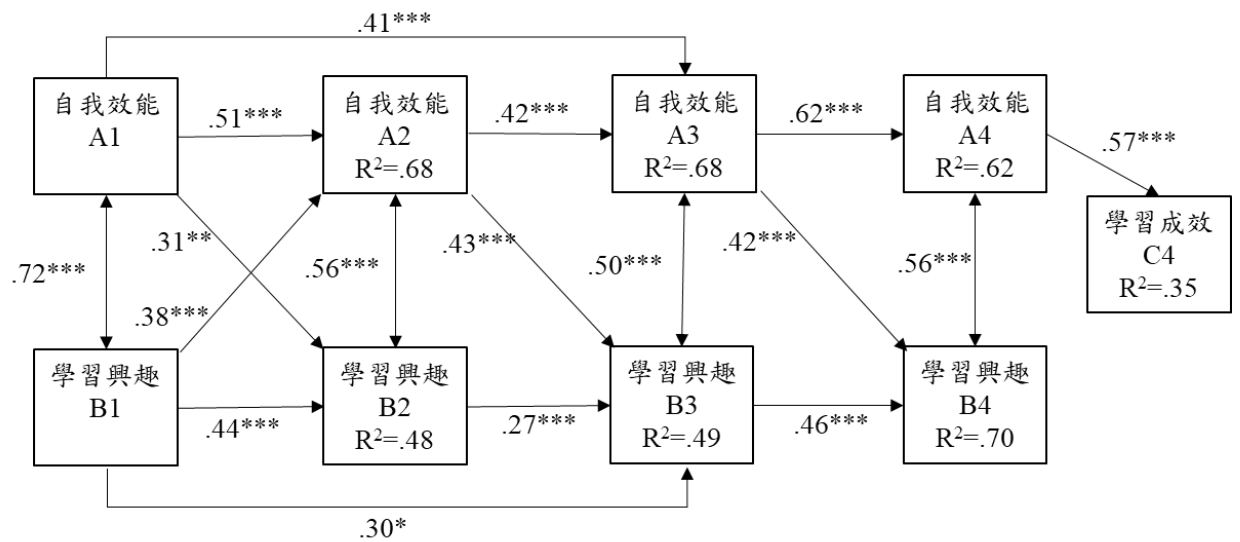 .41***
自我效能
A1
.51***
自我效能
A2
R²=.68
.42***
自我效能
A3
R²=.68
.62***
自我效能
A4
R²=.62
.57***
學習成效
C4
R²=.35
.72***
.31**
.38***
.56***
.43***
.50***
.42***
.56***
學習興趣
B1
.44***
學習興趣
B2
R²=.48
.27***
學習興趣
B3
R²=.49
.46***
學習興趣
B4
R²=.70
.30*